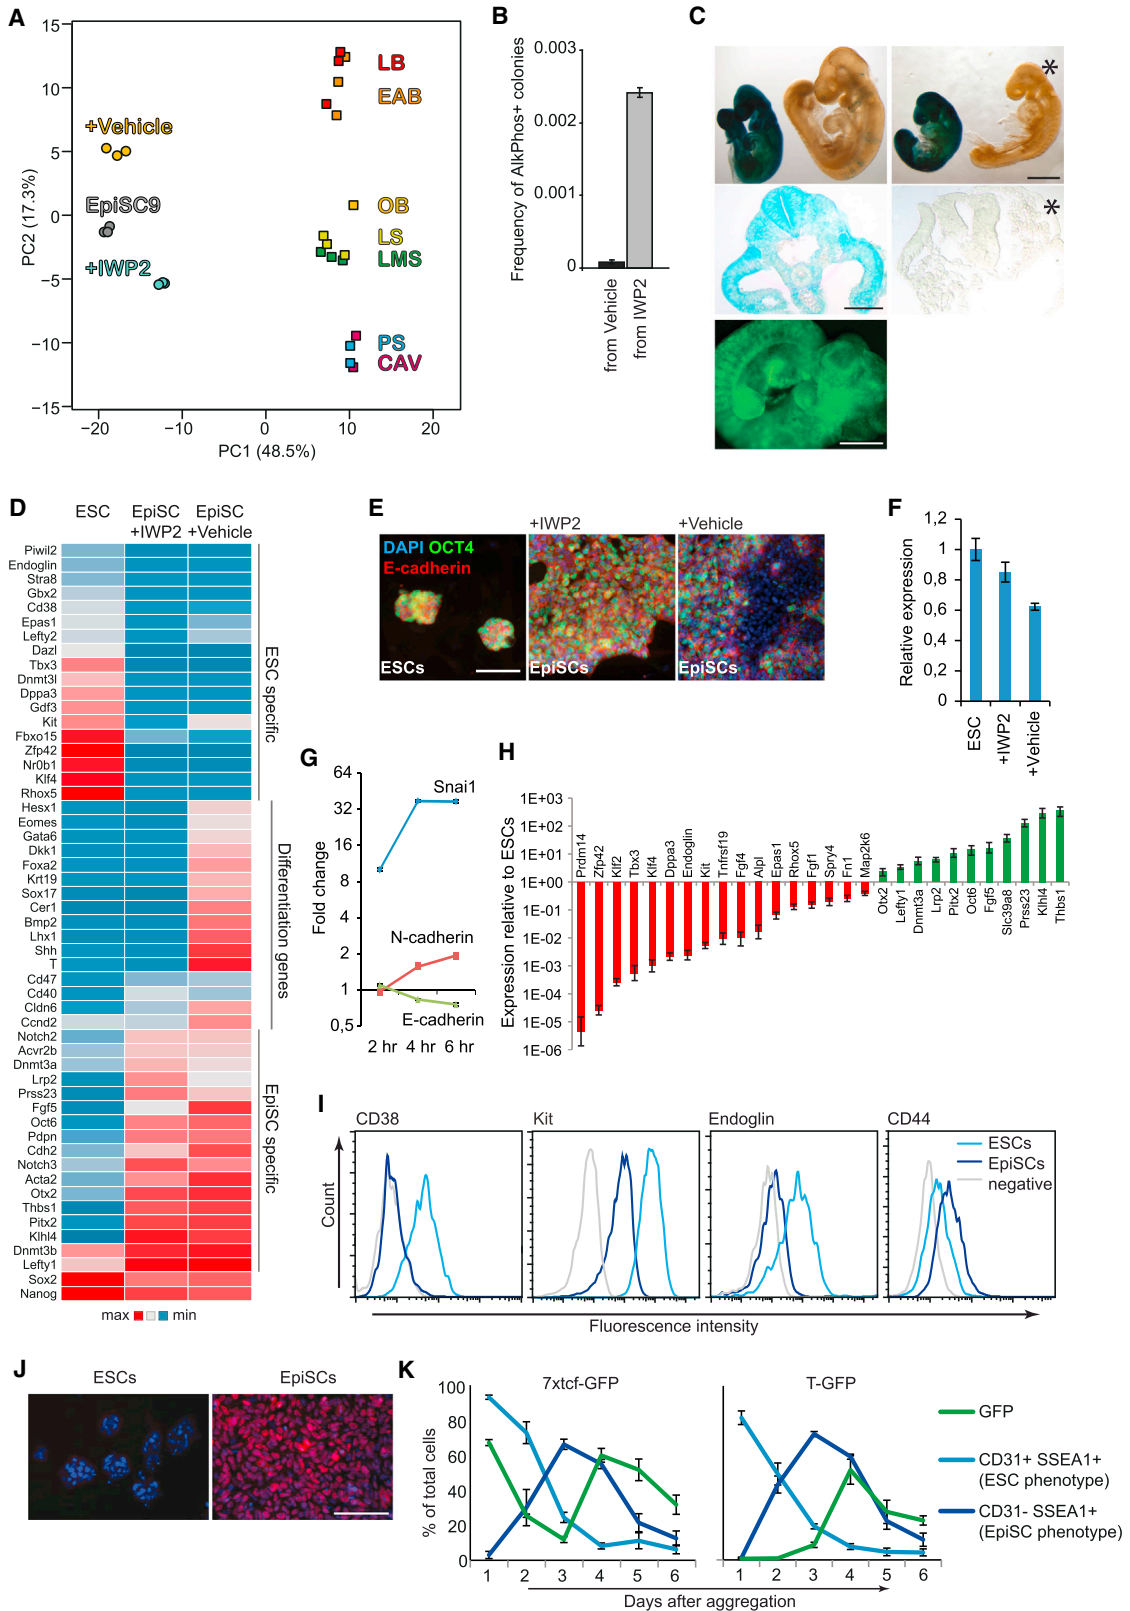 A
15
10
5
0
−5
−10
−15
−20
−10
0
10
20
PC2 (17.3%)
PC1 (48.5%)
+Vehicle
EpiSC9
+IWP2
LB
EAB
OB
LS
LMS
PS
CAV
B
Frequency of AlkPhos+ colonies
0.003
0.002
0.001
0
from Vehicle
from IWP2
C
*
*
D
ESC
EpiSC +IWP2
EpiSC +Vehicle
Piwil2
Endoglin
Stra8
Gbx2
Cd38
Epas1
Lefty2
Dazl
Tbx3
Dnmt3l
Dppa3
Gdf3
Kit
Fbxo15
Zfp42
Nr0b1
Klf4
Rhox5
Hesx1
Eomes
Gata6
Dkk1
Foxa2
Krt19
Sox17
Cer1
Bmp2
Lhx1
Shh
T
Cd47
Cd40
Cldn6
Ccnd2
Notch2
Acvr2b
Dnmt3a
Lrp2
Prss23
Fgf5
Oct6
Pdpn
Cdh2
Notch3
Acta2
Otx2
Thbs1
Pitx2
Klhl4
Dnmt3b
Lefty1
Sox2
Nanog
ESC specific
Differentiation genes
EpiSC specific
max
min
E
+IWP2
+Vehicle
DAPI OCT4
E-cadherin
ESCs
EpiSCs
EpiSCs
F
Relative expression
1,2
1
0,8
0,6
0,4
0,2
0
ESC
+IWP2
+Vehicle
G
Fold change
64
32
16
8
4
2
1
0,5
Snai1
N-cadherin
E-cadherin
2 hr 4 hr 6 hr
H
Expression relative to ESCs
1E+03
1E+02
1E+01
1E+00
1E-01
1E-02
1E-03
1E-04
1E-05
1E-06
Prdm14
Zfp42
Klf2
Tbx3
Klf4
Dppa3
Endoglin
Kit
Tnfrsf19
Fgf4
Alpl
Epas1
Rhox5
Fgf1
Spry4
Fn1
Map2k6
Otx2
Lefty1
Dnmt3a
Lrp2
Pitx2
Oct6
Fgf5
Slc39a8
Prss23
Klhl4
Thbs1
I
CD38
Kit
Endoglin
CD44
ESCs
EpiSCs
negative
Count
Fluorescence intensity
J
ESCs
EpiSCs
K
7xtcf-GFP
T-GFP
% of total cells
100
80
60
40
20
0
1 2 3 4 5 6
1 2 3 4 5 6
Days after aggregation
GFP
CD31+ SSEA1+
(ESC phenotype)
CD31- SSEA1+
(EpiSC phenotype)